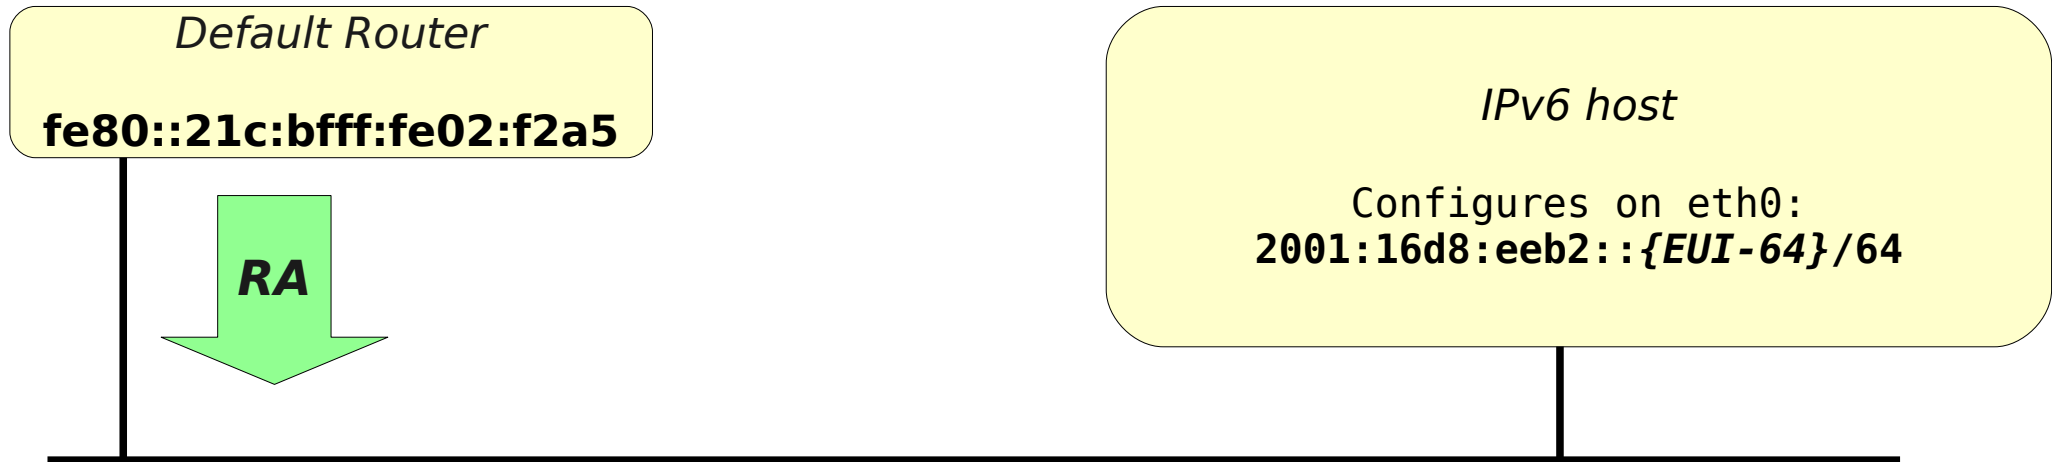 Default Router
fe80::21c:bfff:fe02:f2a5
RA
IPv6 host
Configures on eth0:
2001:16d8:eeb2::{EUI-64}/64